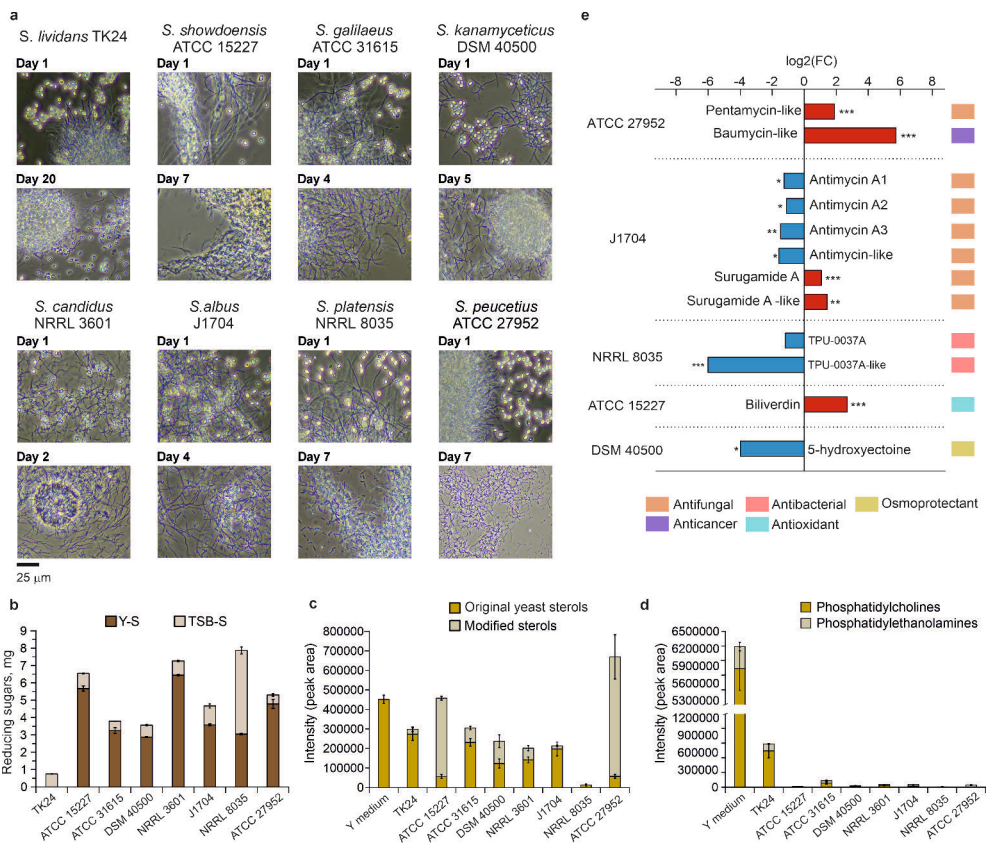 a
S. lividans TK24
S. showdoensis
ATCC 15227
S. galilaeus
ATCC 31615
S. kanamyceticus
DSM 40500
Day 1
Day 1
Day 1
Day 1
Day 20
Day 7
Day 4
Day 5
S. candidus
NRRL 3601
S.albus
J1704
S. platensis
NRRL 8035
S. peucetius
ATCC 27952
Day 1
Day 1
Day 1
Day 1
Day 2
Day 4
Day 7
Day 7
25 μm
e
log2(FC)
-8 -6 -4 -2 0 2 4 6 8
ATCC 27952
Pentamycin-like ***
Baumycin-like ***
J1704
* Antimycin A1
* Antimycin A2
** Antimycin A3
* Antimycin-like
Surugamide A ***
Surugamide A -like **
NRRL 8035
TPU-0037A
*** TPU-0037A-like
ATCC 15227
Biliverdin ***
DSM 40500
* 5-hydroxyectoine
Antifungal
Antibacterial
Osmoprotectant
Anticancer
Antioxidant
b
Y-S
TSB-S
Reducing sugars, mg
9
8
7
6
5
4
3
2
1
0
TK24
ATCC 15227
ATCC 31615
DSM 40500
NRRL 3601
J1704
NRRL 8035
ATCC 27952
c
Original yeast sterols
Modified sterols
Intensity (peak area)
800000
700000
600000
500000
400000
300000
200000
100000
0
Y medium
TK24
ATCC 15227
ATCC 31615
DSM 40500
NRRL 3601
J1704
NRRL 8035
ATCC 27952
d
Phosphatidylcholines
Phosphatidylethanolamines
Intensity (peak area)
6500000
6200000
5900000
5600000
5300000
1200000
900000
600000
300000
0
Y medium
TK24
ATCC 15227
ATCC 31615
DSM 40500
NRRL 3601
J1704
NRRL 8035
ATCC 27952